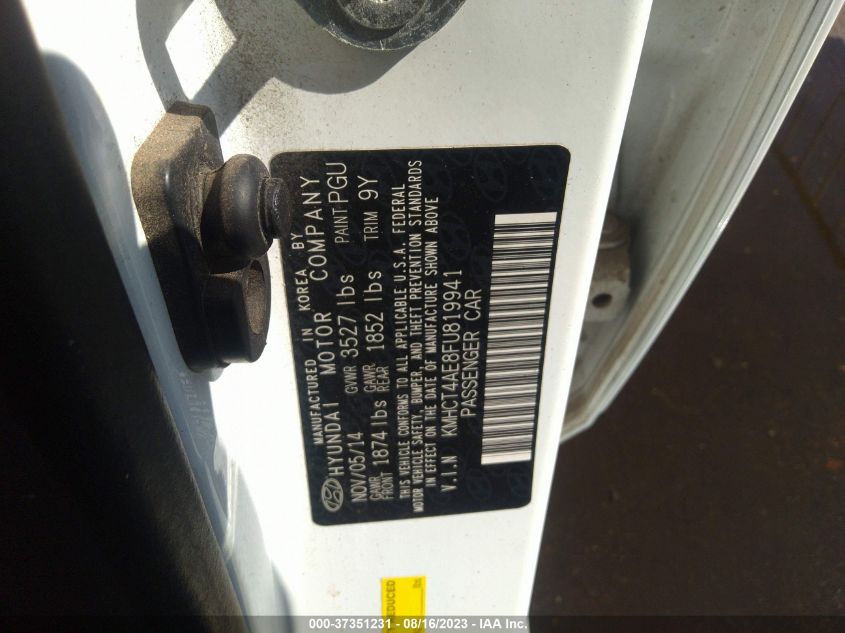 MANUFACTURED IN KOREA BY
HYUNDAI MOTOR COMPANY
NOV/05/14 GVWR 3527 lbs PAINT PGU
GAWR FRONT 1874 lbs GAWR REAR 1852 lbs TRIM 9Y
THIS VEHICLE CONFORMS TO ALL APPLICABLE U.S.A. FEDERAL
MOTOR VEHICLE SAFETY, BUMPER, AND THEFT PREVENTION STANDARDS
IN EFFECT ON THE DATE OF MANUFACTURE SHOWN ABOVE
V.I.N KMHCT4AE8FU819941
PASSENGER CAR
REDUCED
000-37351231 - 08/16/2023 - IAA Inc.